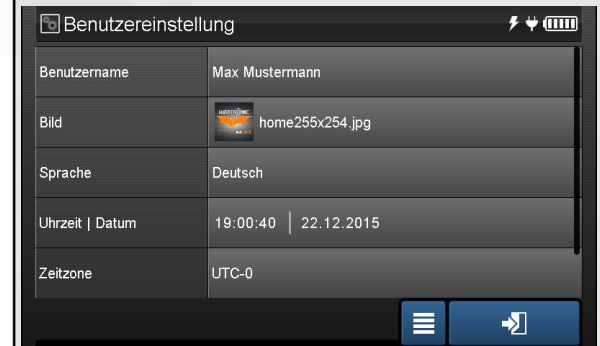 Benutzereinstellung
Benutzername Max Mustermann
Bild home255x254.jpg
Sprache Deutsch
Uhrzeit | Datum 19:00:40 | 22.12.2015
Zeitzone UTC-0